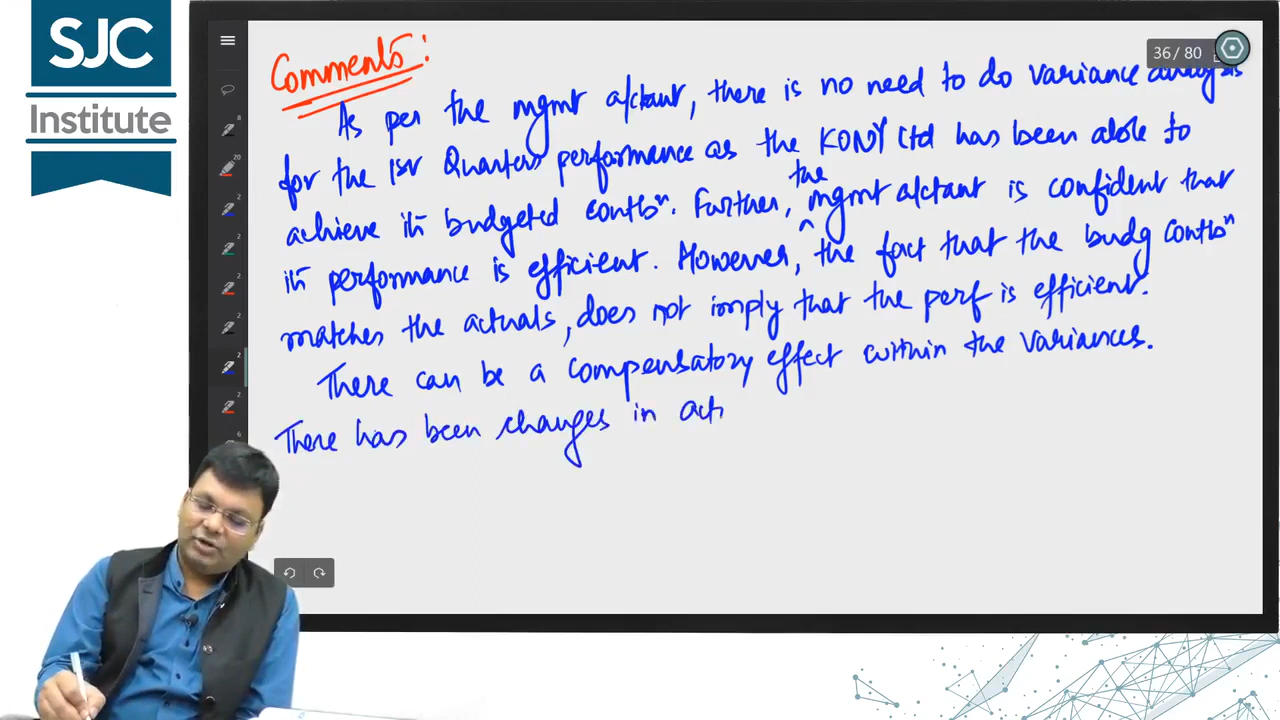 SJC
Institute
36 / 80
Comments :
As per the mgmt a/ctant, there is no need to do variance analysis
for the 1st Quarters performance as the KONY Ltd has been able to
achieve its budgeted contbⁿ. Further, the mgmt a/ctant is confident that
its performance is efficient. However, the fact that the budg contbⁿ
matches the actuals, does not imply that the perf is efficient.
There can be a compensatory effect within the variances.
There has been changes in act